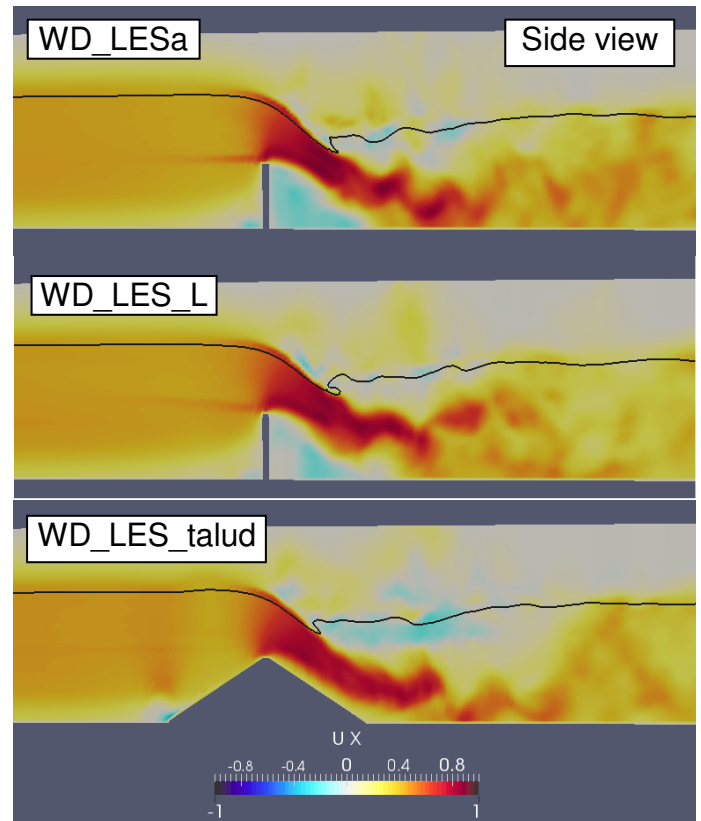 WD_LESa
Side view
WD_LES_L
WD_LES_talud
U X
-0.8 -0.4 0 0.4 0.8
-1 1